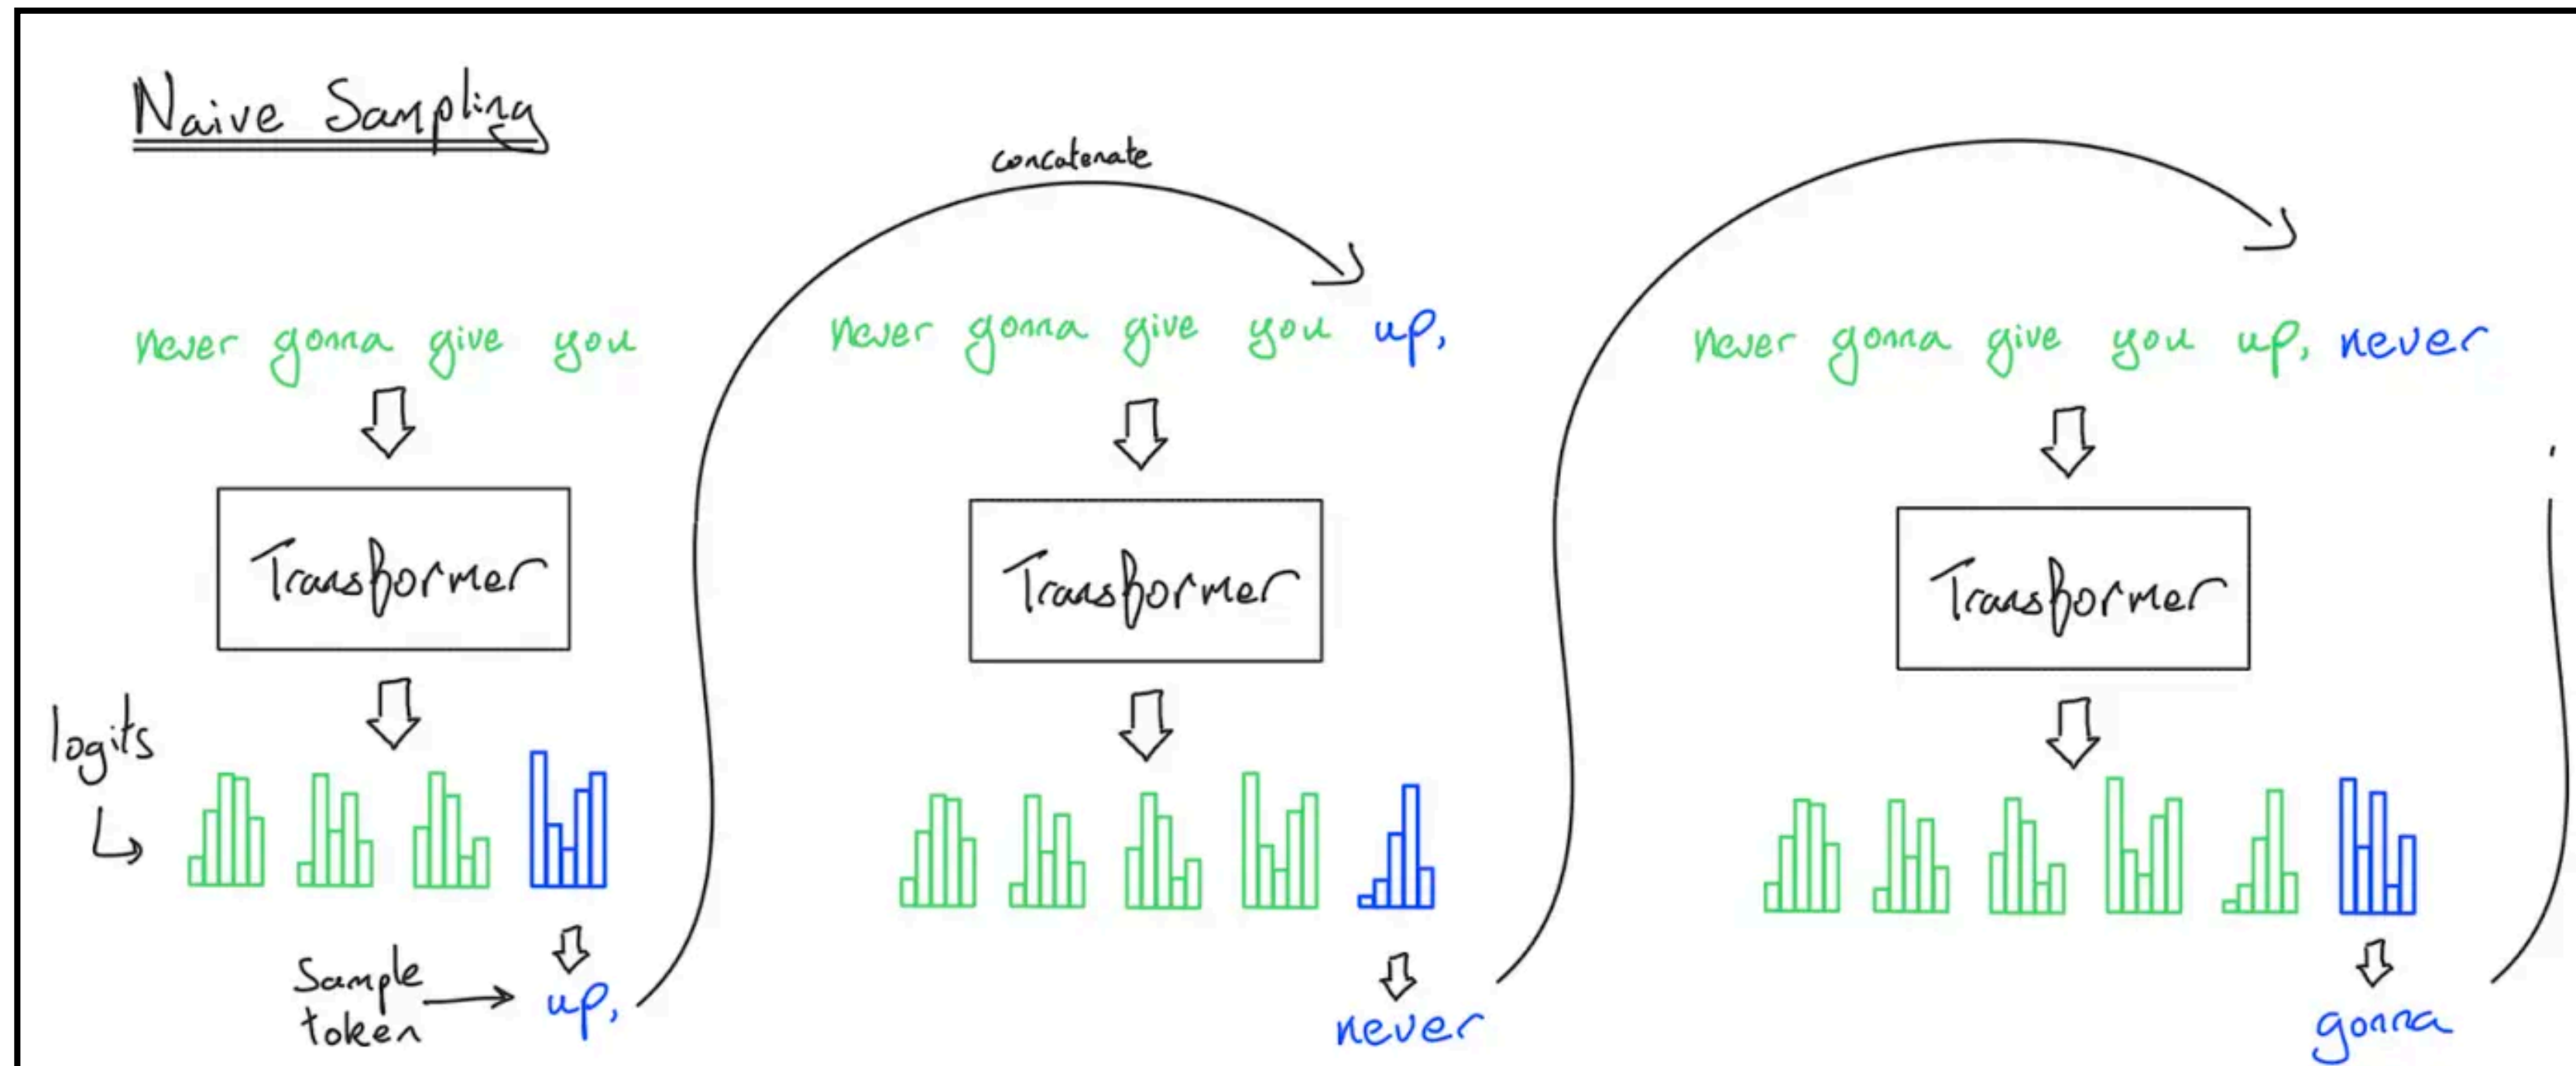 Naive Sampling
concatenate
never gonna give you
never gonna give you up,
never gonna give you up, never
Transformer
Transformer
Transformer
logits
Sample
token
up,
never
gonna